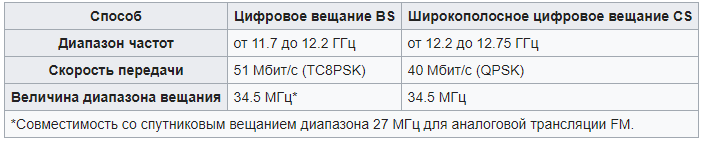 Способ Цифровое вещание BS Широкополосное цифровое вещание CS
Диапазон частот от 11.7 до 12.2 ГГц от 12.2 до 12.75 ГГц
Скорость передачи 51 Мбит/с (TC8PSK) 40 Мбит/с (QPSK)
Величина диапазона вещания 34.5 МГц* 34.5 МГц
*Совместимость со спутниковым вещанием диапазона 27 МГц для аналоговой трансляции FM.